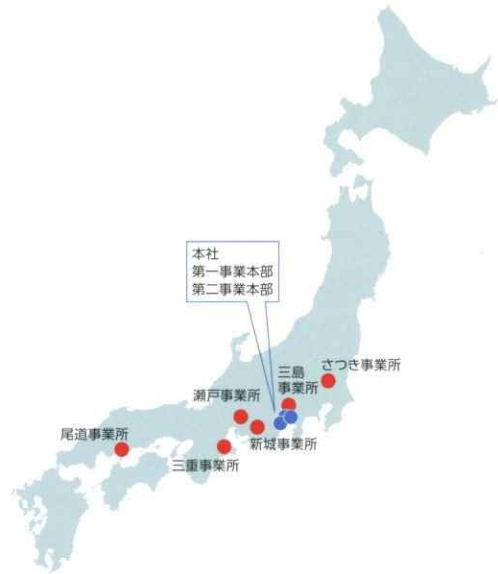 本社
第一事業本部
第二事業本部
さつき事業所
三島
事業所
瀬戸事業所
新城事業所
尾道事業所
三重事業所